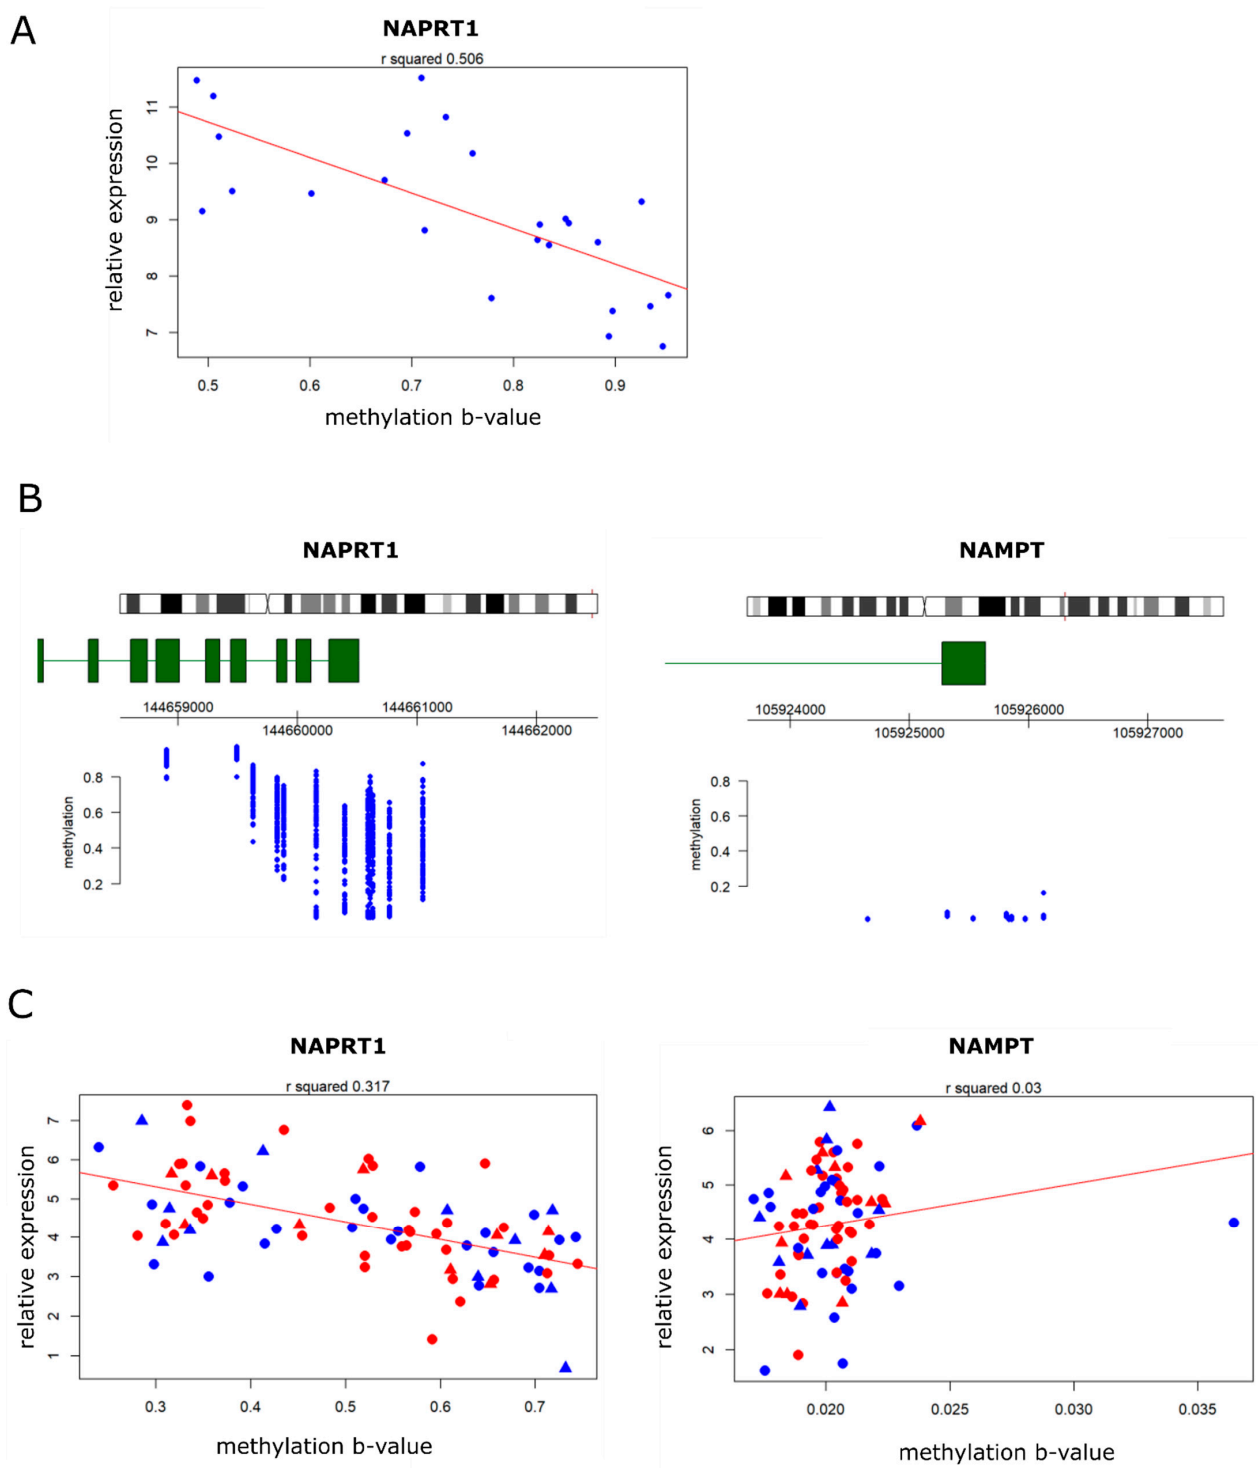 A
NAPRT1
r squared 0.506
relative expression
11
10
9
8
7
0.5 0.6 0.7 0.8 0.9
methylation b-value
B
NAPRT1
144659000 144661000
144660000 144662000
methylation
0.8
0.6
0.4
0.2
NAMPT
105924000 105926000
105925000 105927000
methylation
0.8
0.6
0.4
0.2
C
NAPRT1
r squared 0.317
relative expression
7
6
5
4
3
2
1
0.3 0.4 0.5 0.6 0.7
methylation b-value
NAMPT
r squared 0.03
relative expression
6
5
4
3
2
0.020 0.025 0.030 0.035
methylation b-value